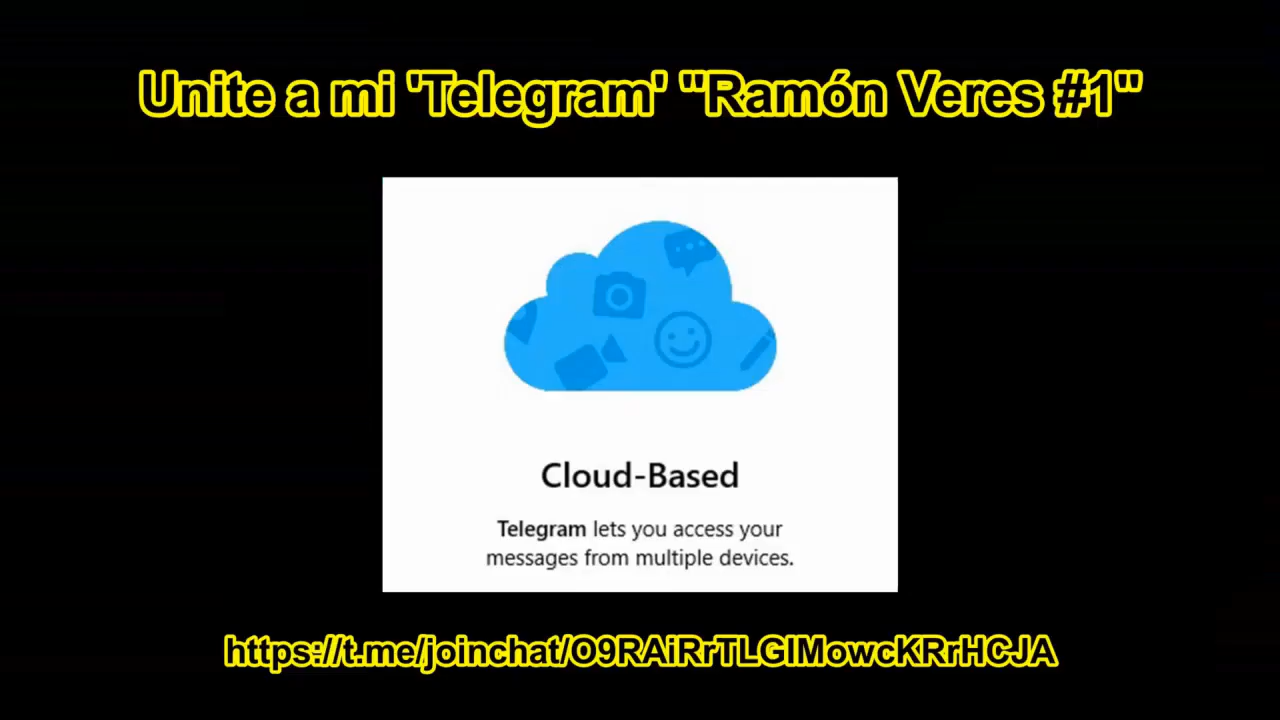 Unite a mi 'Telegram' "Ramón Veres #1"
Cloud-Based
Telegram lets you access your
messages from multiple devices.
https://t.me/joinchat/O9RAiRrTLGlMowcKRrHCJA